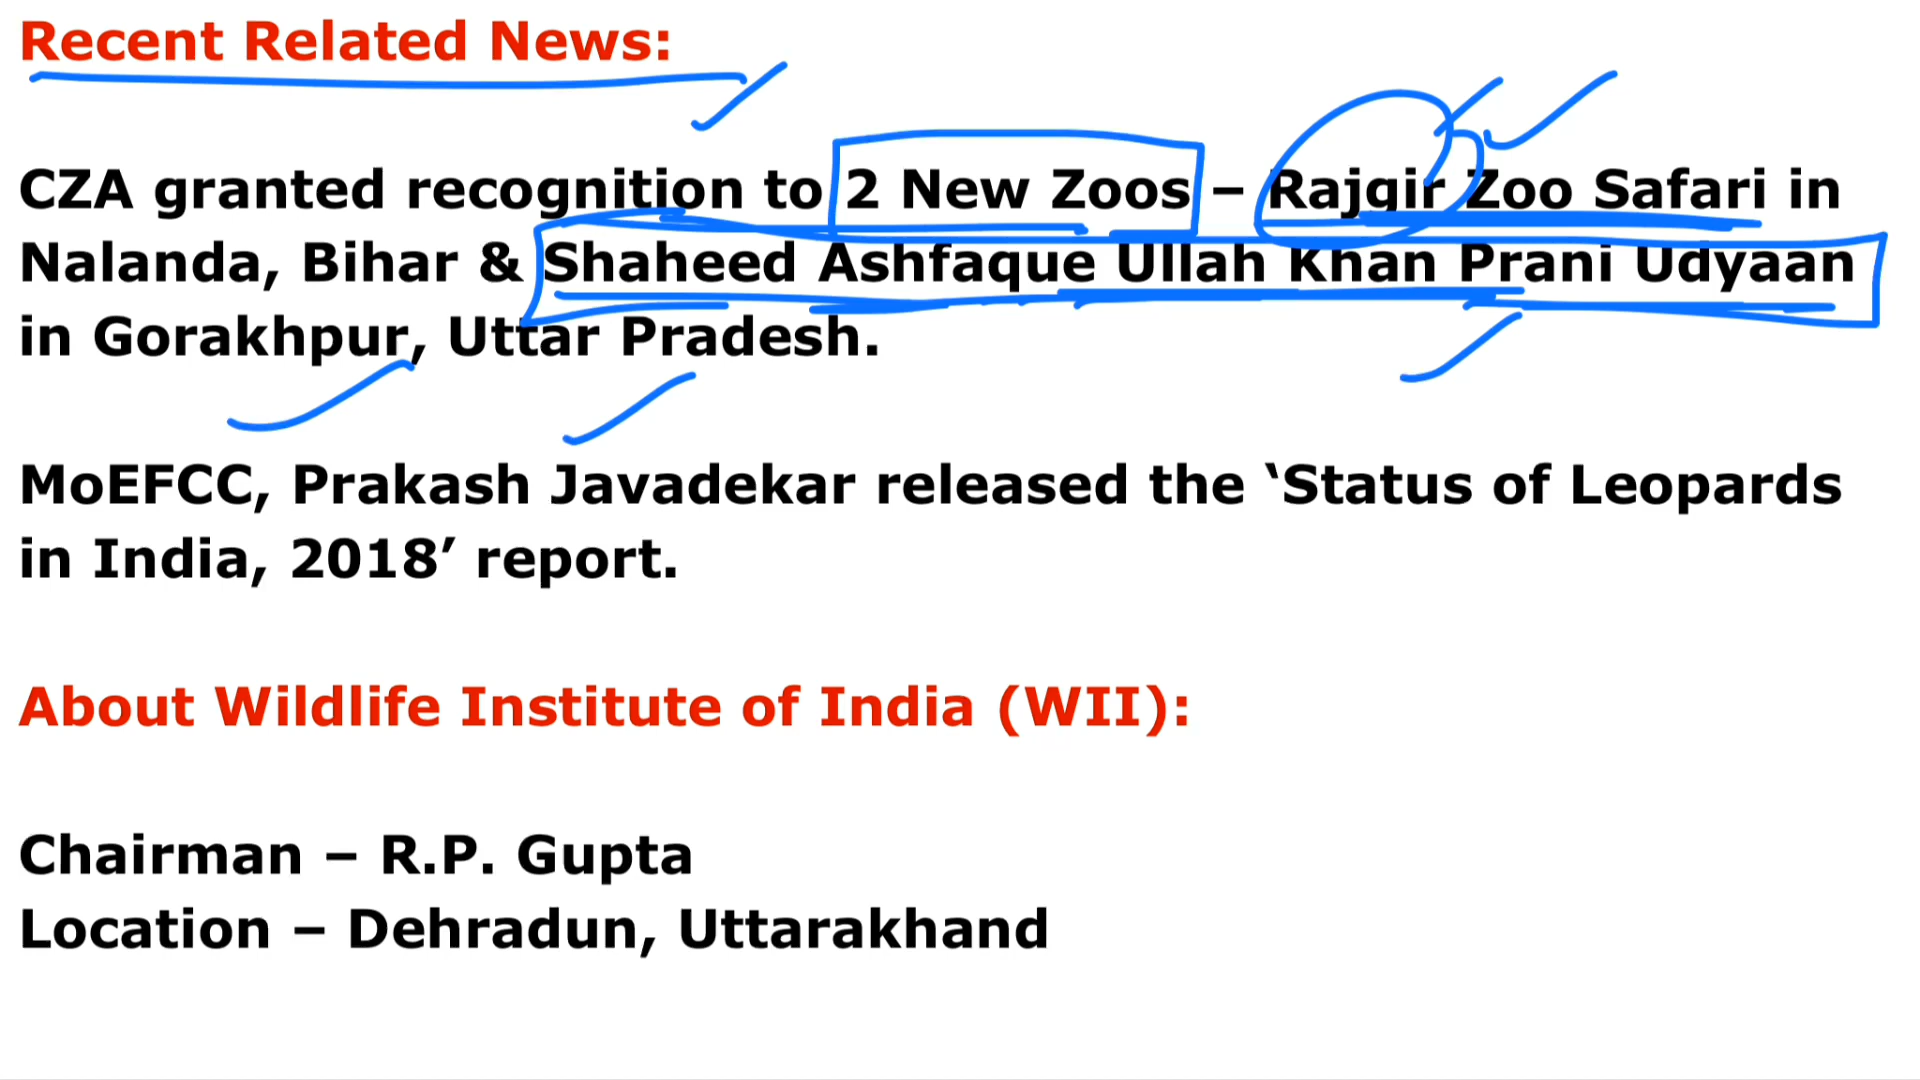 Recent Related News:
CZA granted recognition to 2 New Zoos – Rajgir Zoo Safari in
Nalanda, Bihar & Shaheed Ashfaque Ullah Khan Prani Udyaan
in Gorakhpur, Uttar Pradesh.
MoEFCC, Prakash Javadekar released the ‘Status of Leopards
in India, 2018’ report.
About Wildlife Institute of India (WII):
Chairman – R.P. Gupta
Location – Dehradun, Uttarakhand